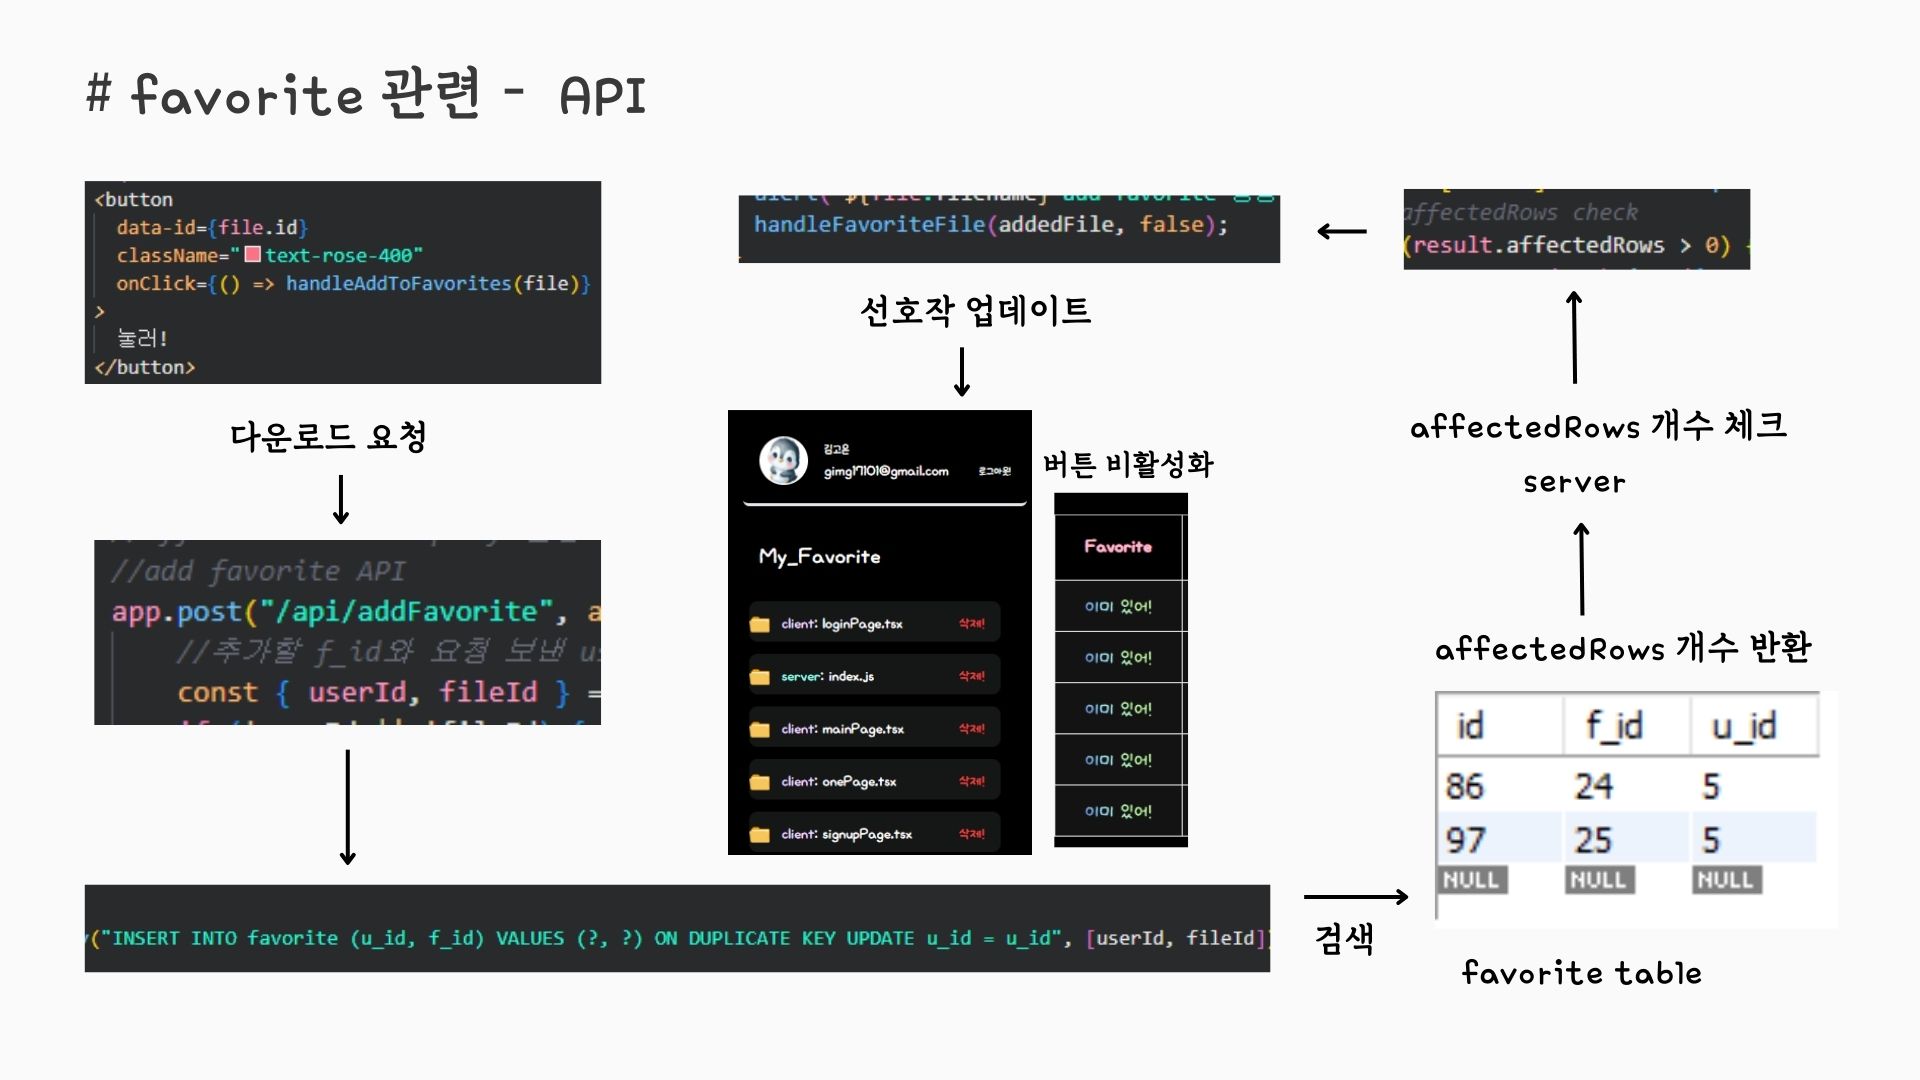 # favorite 관련 - API
<button
data-id={file.id}
className="text-rose-400"
onClick={() => handleAddToFavorites(file)}
>
눌러!
</button>
다운로드 요청
//add favorite API
app.post("/api/addFavorite", a
//추가할 f_id와 요청 보낸 us
const { userId, fileId } =
("INSERT INTO favorite (u_id, f_id) VALUES (?, ?) ON DUPLICATE KEY UPDATE u_id = u_id", [userId, fileId]
검색
id f_id u_id
86 24 5
97 25 5
NULL NULL NULL
favorite table
affectedRows 개수 반환
server
affectedRows 개수 체크
affectedRows check
(result.affectedRows > 0)
handleFavoriteFile(addedFile, false);
선호작 업데이트
김고은
gimg17101@gmail.com 로그아웃!
My_Favorite
client: loginPage.tsx 삭제!
server: index.js 삭제!
client: mainPage.tsx 삭제!
client: onePage.tsx 삭제!
client: signupPage.tsx 삭제!
버튼 비활성화
Favorite
이미 있어!
이미 있어!
이미 있어!
이미 있어!
이미 있어!